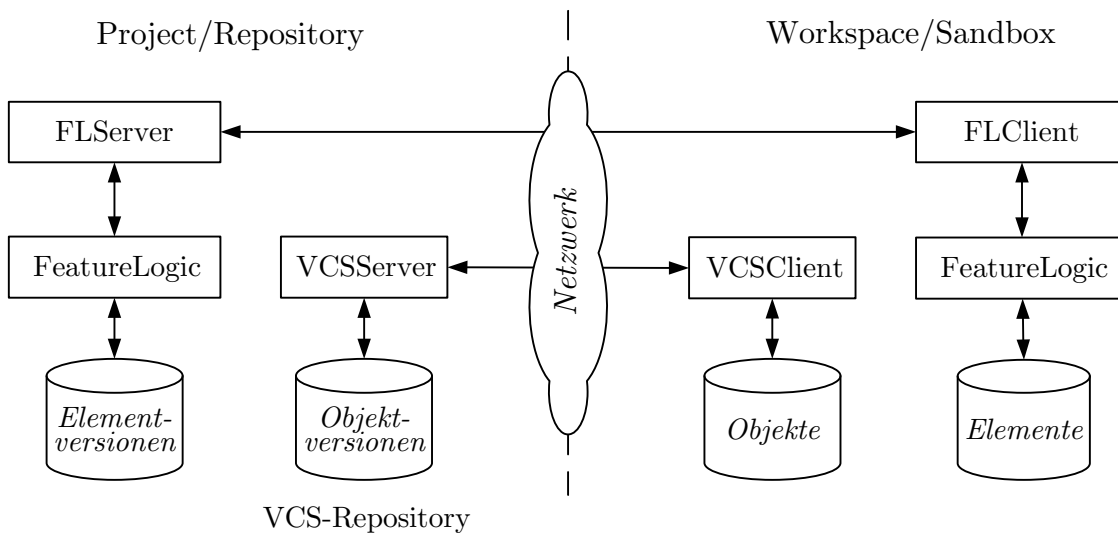 Project/Repository
Workspace/Sandbox
FLServer
FLClient
Netzwerk
FeatureLogic
VCSServer
VCSClient
FeatureLogic
Element-
versionen
Objekt-
versionen
Objekte
Elemente
VCS-Repository